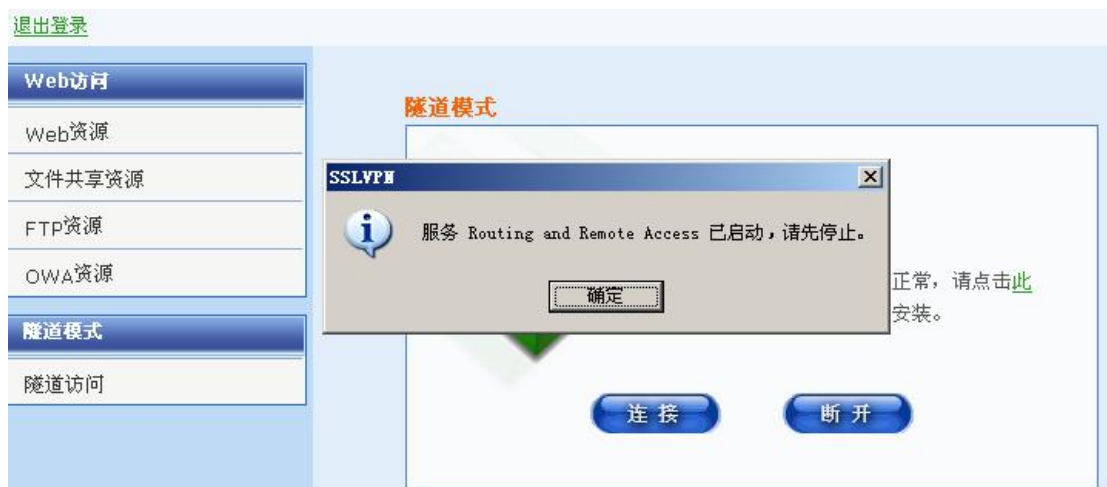 退出登录
Web访问
Web资源
文件共享资源
FTP资源
OWA资源
隧道模式
隧道访问
隧道模式
SSLVPN
服务 Routing and Remote Access 已启动，请先停止。
确定
正常，请点击此
安装。
连接
断开